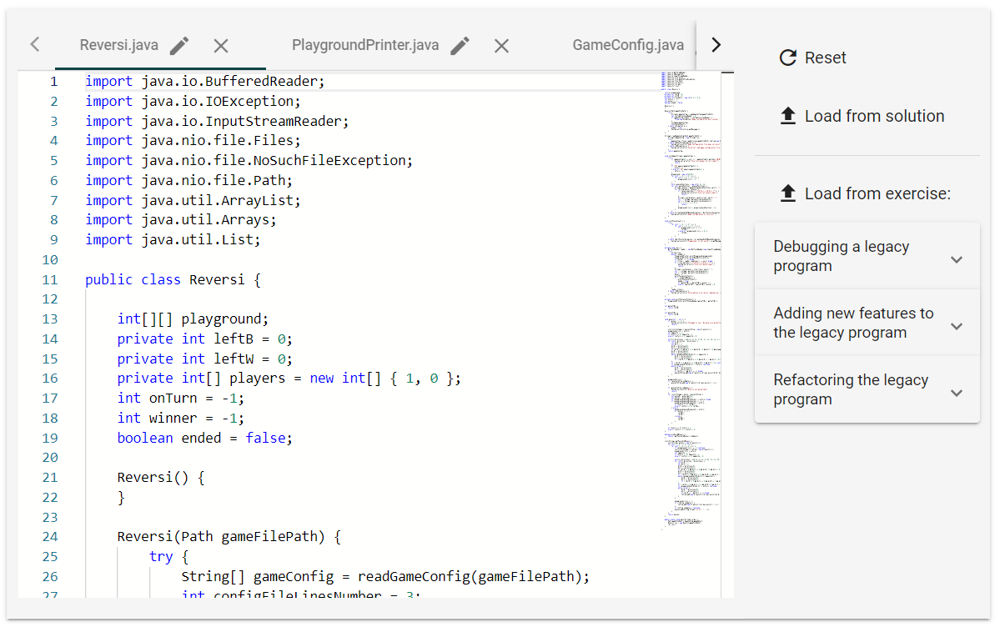 Reversi.java PlaygroundPrinter.java GameConfig.java
1 import java.io.BufferedReader;
2 import java.io.IOException;
3 import java.io.InputStreamReader;
4 import java.nio.file.Files;
5 import java.nio.file.NoSuchFileException;
6 import java.nio.file.Path;
7 import java.util.ArrayList;
8 import java.util.Arrays;
9 import java.util.List;
10
11 public class Reversi {
12
13     int[][] playground;
14     private int leftB = 0;
15     private int leftW = 0;
16     private int[] players = new int[] { 1, 0 };
17     int onTurn = -1;
18     int winner = -1;
19     boolean ended = false;
20
21     Reversi() {
22     }
23
24     Reversi(Path gameFilePath) {
25         try {
26             String[] gameConfig = readGameConfig(gameFilePath);
27             int configFileLinesNumber = 3;
Reset
Load from solution
Load from exercise:
Debugging a legacy
program
Adding new features to
the legacy program
Refactoring the legacy
program